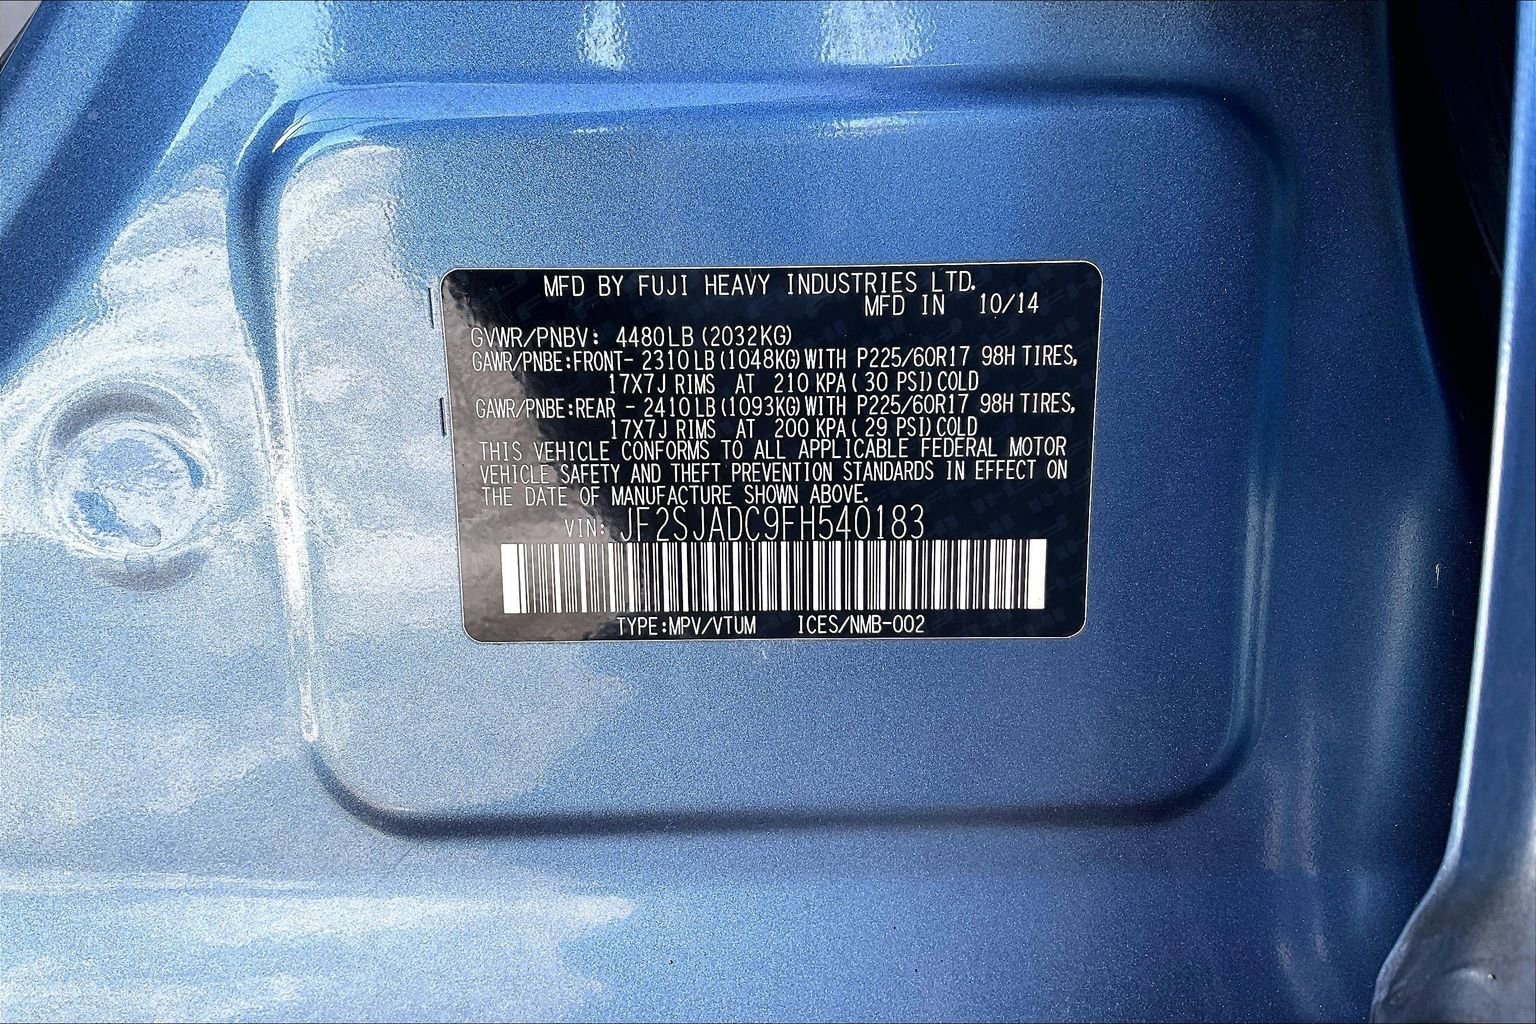 MFD BY FUJI HEAVY INDUSTRIES LTD.
MFD IN 10/14
GVWR/PNBV: 4480LB (2032KG)
GAWR/PNBE:FRONT- 2310LB (1048KG) WITH P225/60R17 98H TIRES,
17X7J RIMS AT 210 KPA ( 30 PSI) COLD
GAWR/PNBE:REAR - 2410LB (1093KG) WITH P225/60R17 98H TIRES,
17X7J RIMS AT 200 KPA ( 29 PSI) COLD
THIS VEHICLE CONFORMS TO ALL APPLICABLE FEDERAL MOTOR
VEHICLE SAFETY AND THEFT PREVENTION STANDARDS IN EFFECT ON
THE DATE OF MANUFACTURE SHOWN ABOVE.
VIN: JF2SJADC9FH540183
TYPE:MPV/VTUM ICES/NMB-002